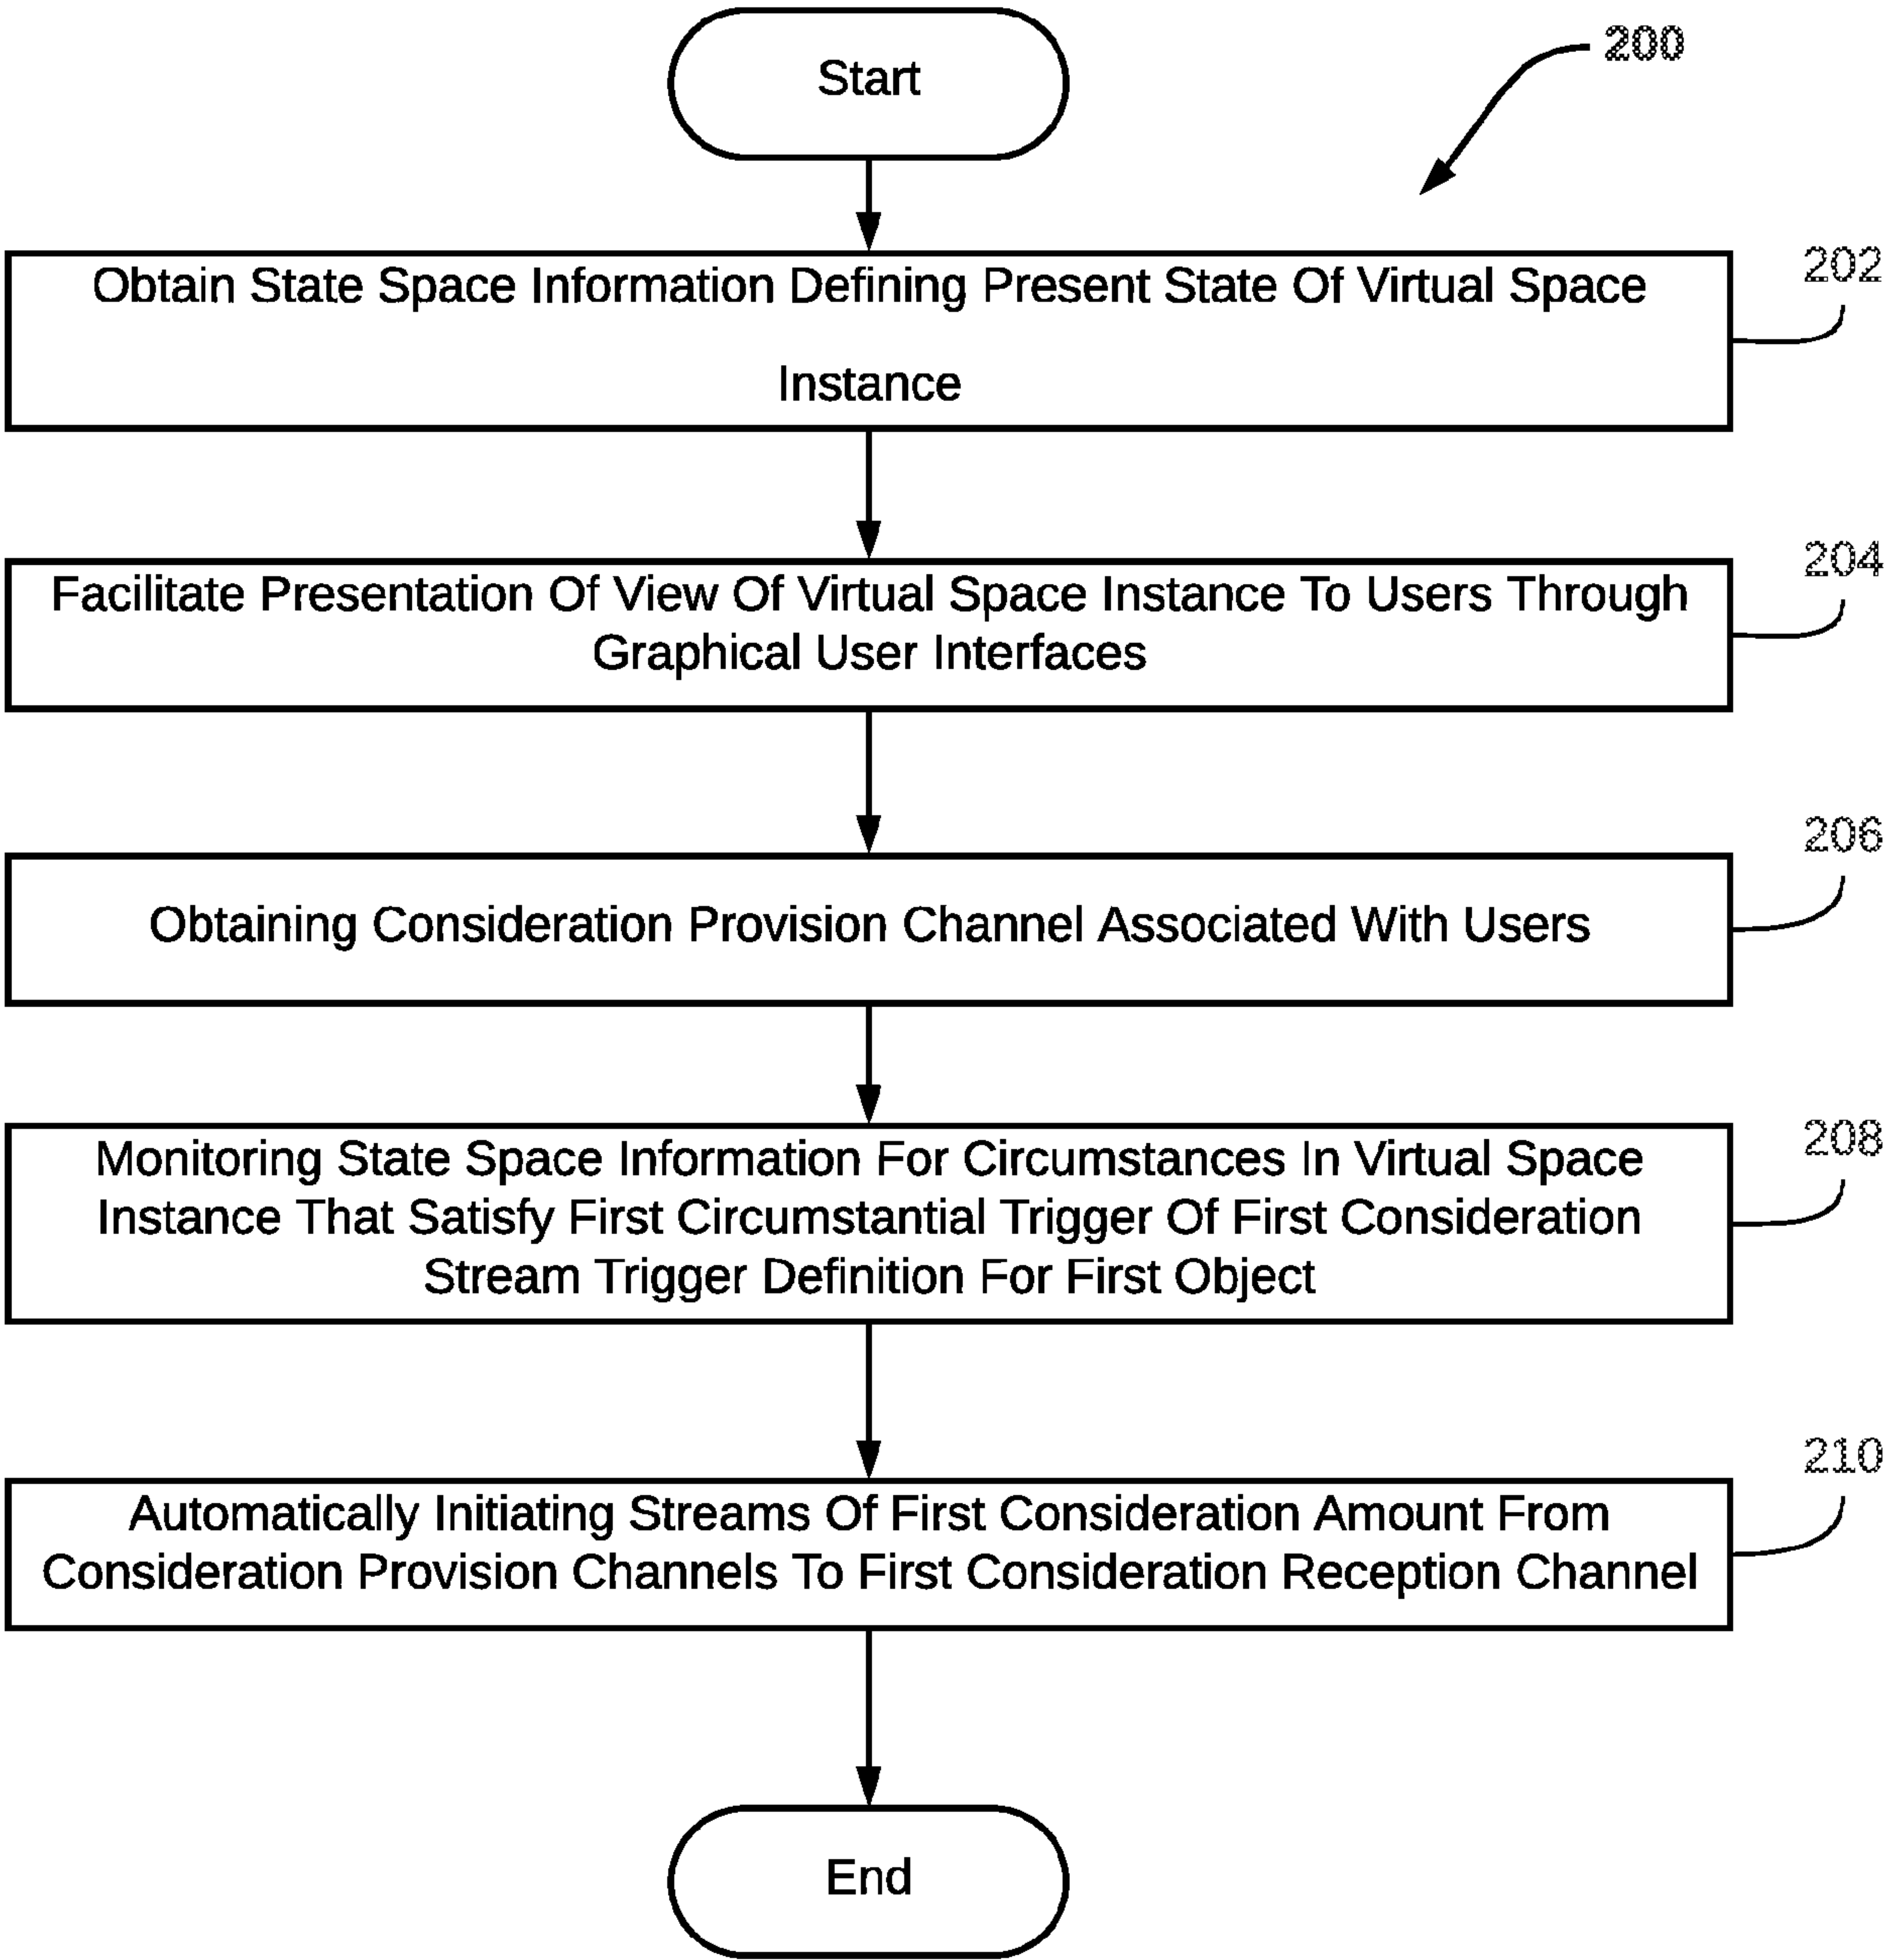 Start
200
Obtain State Space Information Defining Present State Of Virtual Space
Instance
202
Facilitate Presentation Of View Of Virtual Space Instance To Users Through
Graphical User Interfaces
204
Obtaining Consideration Provision Channel Associated With Users
206
Monitoring State Space Information For Circumstances In Virtual Space
Instance That Satisfy First Circumstantial Trigger Of First Consideration
Stream Trigger Definition For First Object
208
Automatically Initiating Streams Of First Consideration Amount From
Consideration Provision Channels To First Consideration Reception Channel
210
End